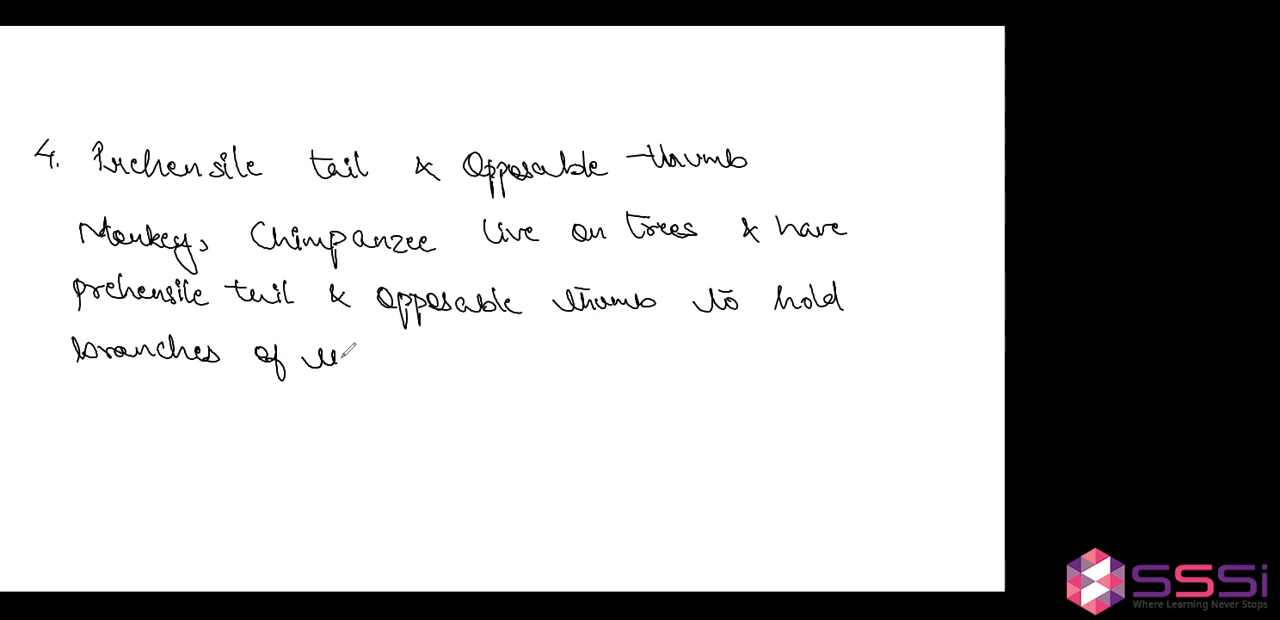 4. Prehensile tail & Opposable thumb
Monkey, Chimpanzee live on trees & have
prehensile tail & opposable thumb to hold
branches of
SSSi
Where Learning Never Stops